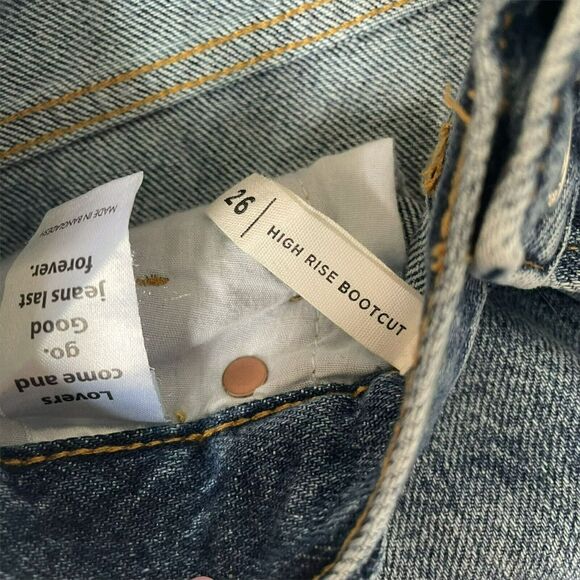 26 | HIGH RISE BOOTCUT
Lovers
come and
go.
Good
jeans last
forever.
MADE IN BANGLADESH